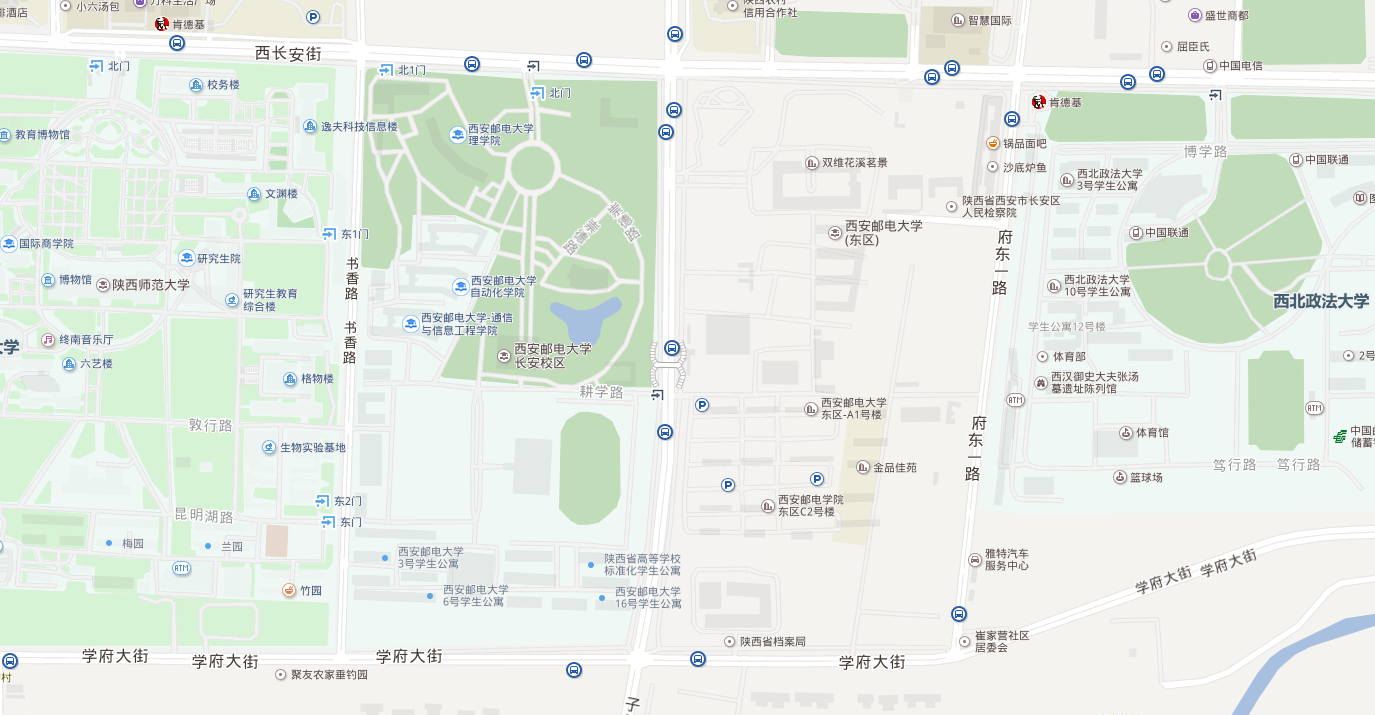 啡酒店
小六汤包
万科生活广场
肯德基
P
陕西农村
信用合作社
智慧国际
盛世商都
屈臣氏
中国电信
西长安街
北门
北1门
北门
校务楼
肯德基
教育博物馆
逸夫科技信息楼
西安邮电大学
理学院
锅品面吧
沙底炉鱼
博学路
中国联通
双维花溪茗景
西北政法大学
3号学生公寓
文渊楼
陕西省西安市长安区
人民检察院
东1门
国际商学院
西安邮电大学
(东区)
中国联通
府东一路
研究生院
书香路
博物馆
陕西师范大学
研究生教育
综合楼
西安邮电大学
自动化学院
西北政法大学
10号学生公寓
西北政法大学
西安邮电大学-通信
与信息工程学院
学生公寓12号楼
书香路
终南音乐厅
大学
六艺楼
西安邮电大学
长安校区
体育部
2号
格物楼
西汉御史大夫张汤
墓遗址陈列馆
耕学路
P
西安邮电大学
东区-A1号楼
ATM
ATM
敦行路
府东一路
生物实验基地
体育馆
金品佳苑
笃行路
笃行路
篮球场
P
P
东2门
西安邮电学院
东区C2号楼
昆明湖路
东门
梅园
兰园
西安邮电大学
3号学生公寓
陕西省高等学校
标准化学生公寓
雅特汽车
服务中心
ATM
学府大街
学府大街
竹园
西安邮电大学
6号学生公寓
西安邮电大学
16号学生公寓
陕西省档案局
崔家营社区
居委会
学府大街
学府大街
学府大街
学府大街
聚友农家垂钓园
村
子